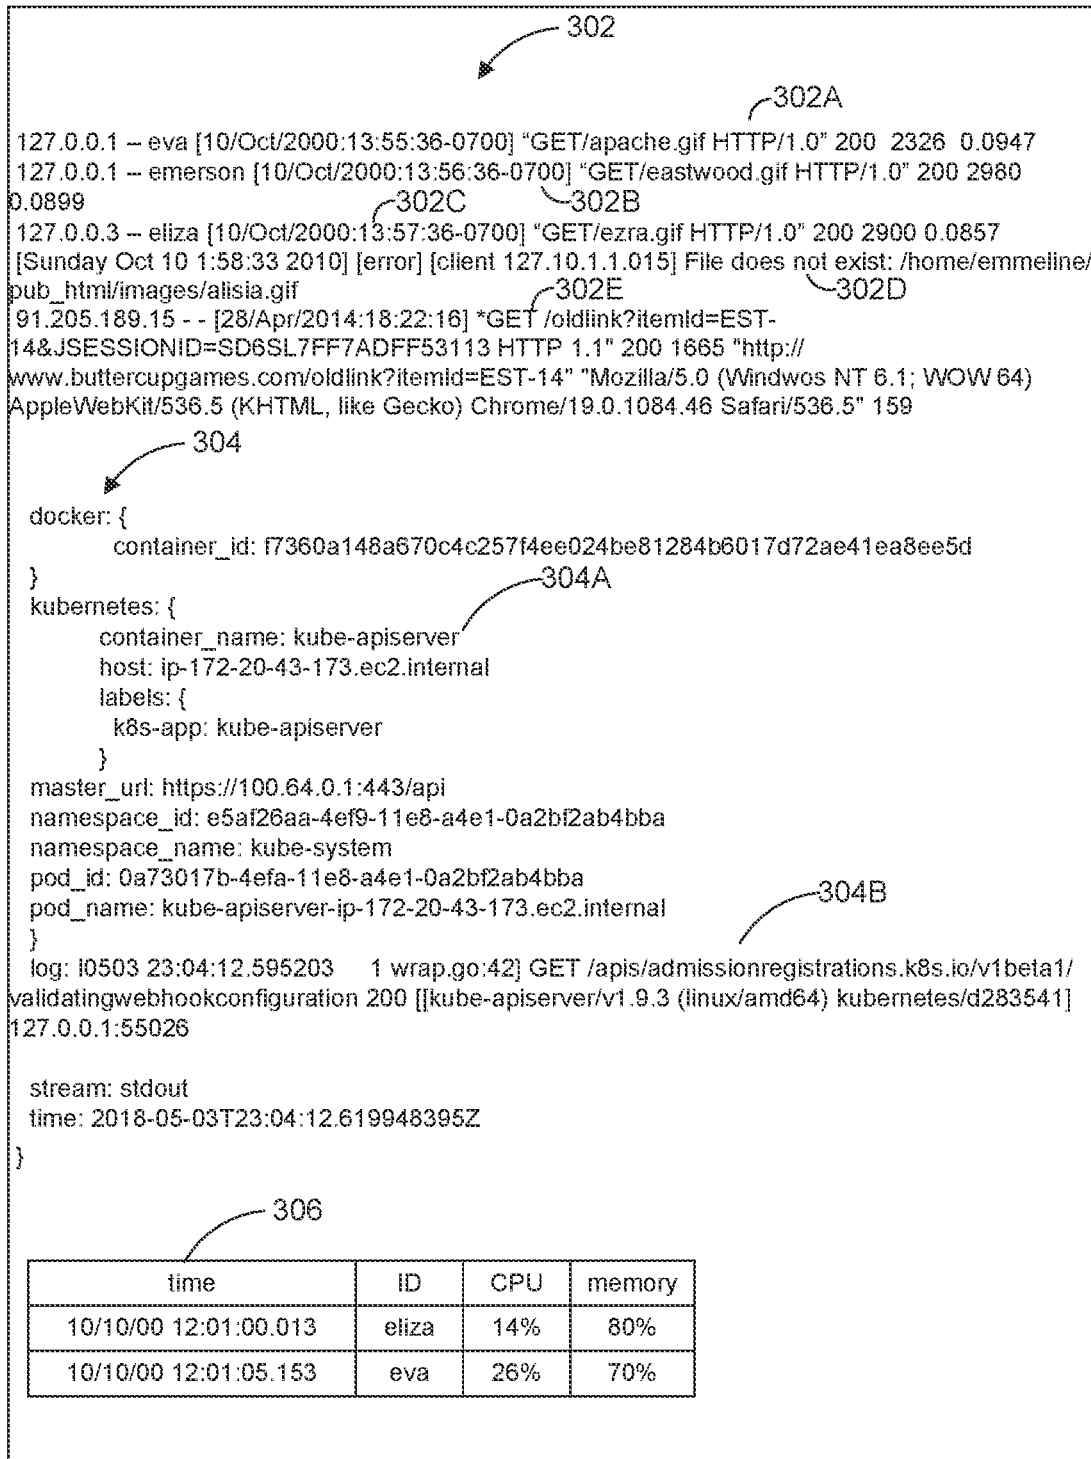 302
302A
127.0.0.1 – eva [10/Oct/2000:13:55:36-0700] “GET/apache.gif HTTP/1.0” 200 2326 0.0947
127.0.0.1 – emerson [10/Oct/2000:13:56:36-0700] “GET/eastwood.gif HTTP/1.0” 200 2980
0.0899
302C 302B
127.0.0.3 – eliza [10/Oct/2000:13:57:36-0700] “GET/ezra.gif HTTP/1.0” 200 2900 0.0857
[Sunday Oct 10 1:58:33 2010] [error] [client 127.10.1.1.015] File does not exist: /home/emmeline/
pub_html/images/alisia.gif
302E 302D
91.205.189.15 - - [28/Apr/2014:18:22:16] *GET /oldlink?itemId=EST-
14&JSESSIONID=SD6SL7FF7ADFF53113 HTTP 1.1" 200 1665 "http://
www.buttercupgames.com/oldlink?itemId=EST-14" "Mozilla/5.0 (Windwos NT 6.1; WOW 64)
AppleWebKit/536.5 (KHTML, like Gecko) Chrome/19.0.1084.46 Safari/536.5" 159
304
docker: {
container_id: f7360a148a670c4c257f4ee024be81284b6017d72ae41ea8ee5d
}
304A
kubernetes: {
container_name: kube-apiserver
host: ip-172-20-43-173.ec2.internal
labels: {
k8s-app: kube-apiserver
}
master_url: https://100.64.0.1:443/api
namespace_id: e5af26aa-4ef9-11e8-a4e1-0a2bf2ab4bba
namespace_name: kube-system
pod_id: 0a73017b-4efa-11e8-a4e1-0a2bf2ab4bba
pod_name: kube-apiserver-ip-172-20-43-173.ec2.internal
304B
}
log: I0503 23:04:12.595203 1 wrap.go:42] GET /apis/admissionregistrations.k8s.io/v1beta1/
validatingwebhookconfiguration 200 [[kube-apiserver/v1.9.3 (linux/amd64) kubernetes/d283541]
127.0.0.1:55026
stream: stdout
time: 2018-05-03T23:04:12.619948395Z
}
306
time ID CPU memory
10/10/00 12:01:00.013 eliza 14% 80%
10/10/00 12:01:05.153 eva 26% 70%